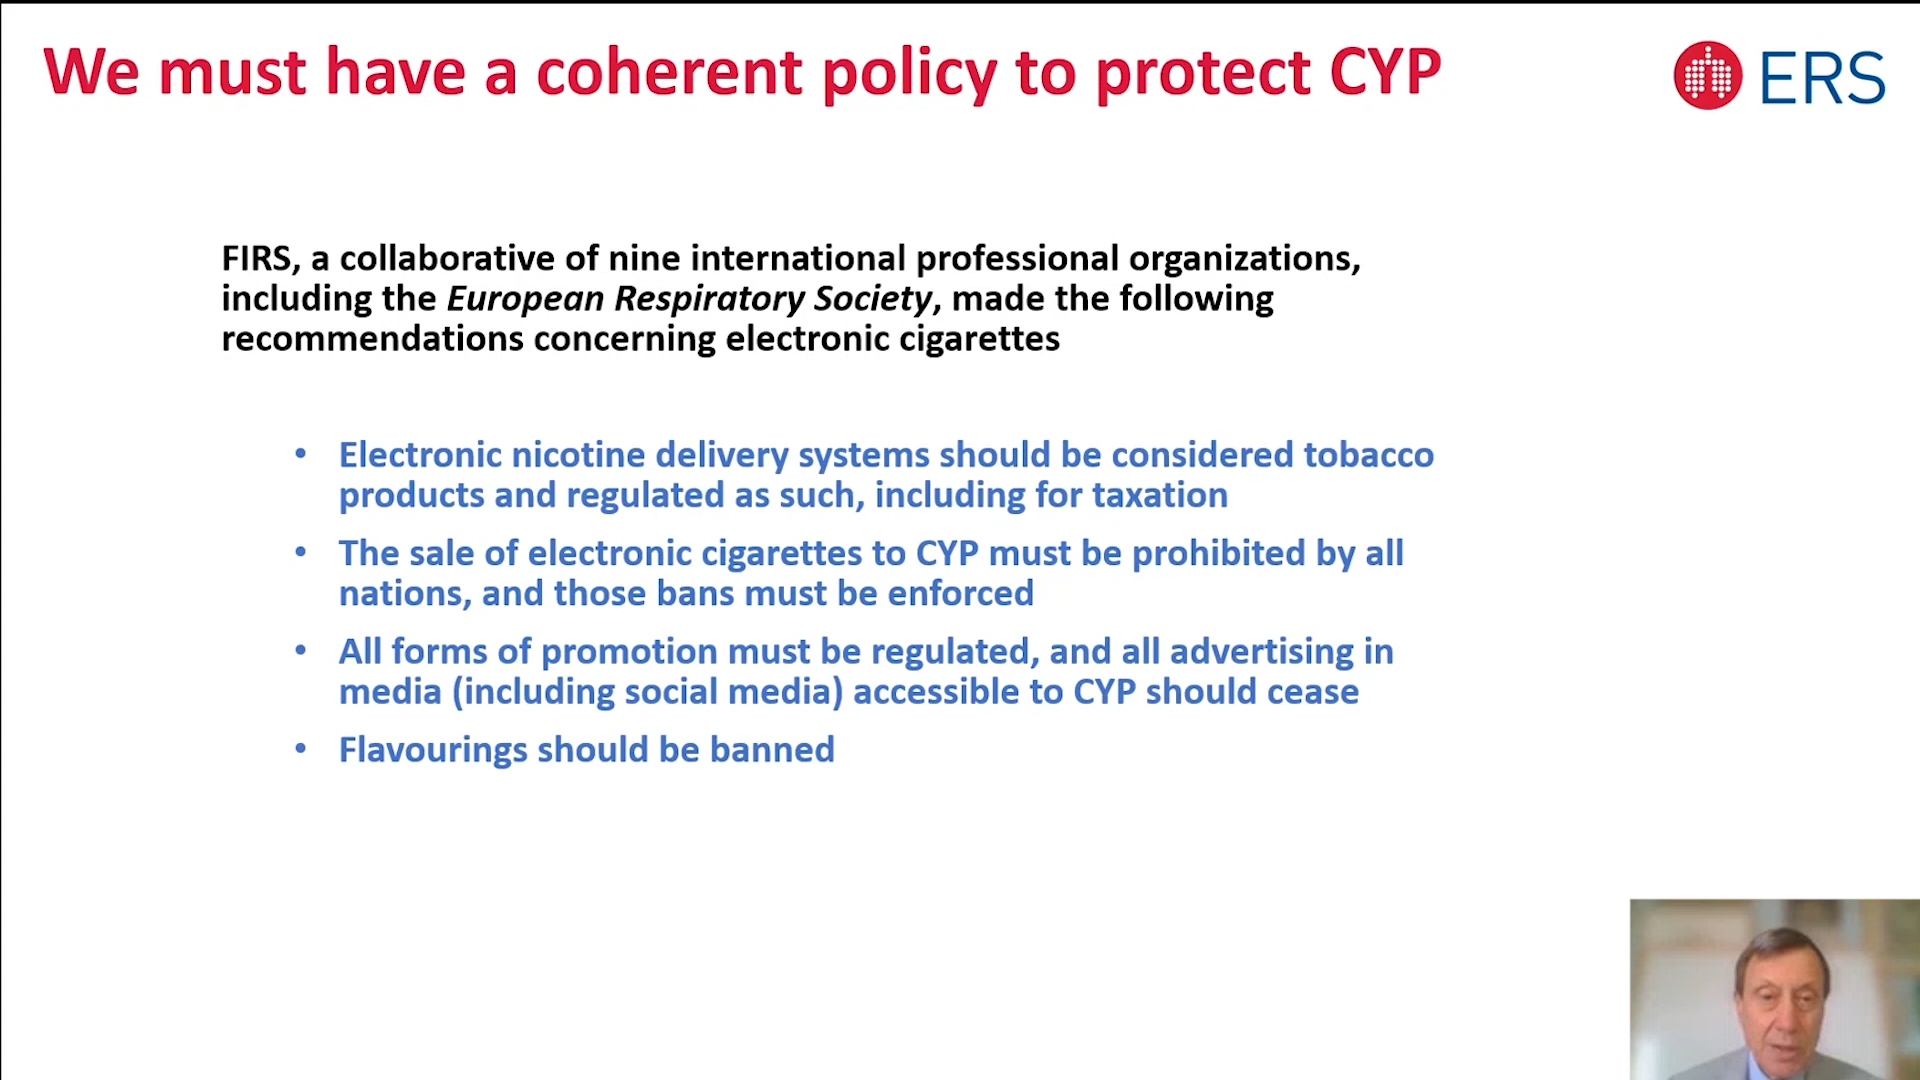 We must have a coherent policy to protect CYP
ERS
FIRS, a collaborative of nine international professional organizations,
including the European Respiratory Society, made the following
recommendations concerning electronic cigarettes
• Electronic nicotine delivery systems should be considered tobacco
products and regulated as such, including for taxation
• The sale of electronic cigarettes to CYP must be prohibited by all
nations, and those bans must be enforced
• All forms of promotion must be regulated, and all advertising in
media (including social media) accessible to CYP should cease
• Flavourings should be banned